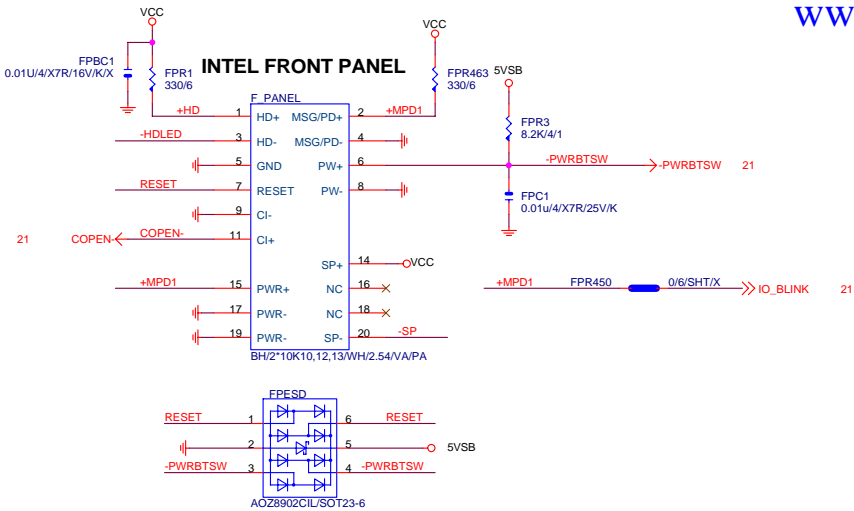 WW
VCC
FPBC1
0.01U/4/X7R/16V/K/X
FPR1
330/6
INTEL FRONT PANEL
VCC
FPR463
330/6
5VSB
FPR3
8.2K/4/1
F_PANEL
+HD 1 HD+ MSG/PD+ 2 +MPD1
-HDLED 3 HD- MSG/PD- 4
5 GND PW+ 6 -PWRBTSW -PWRBTSW 21
RESET 7 RESET PW- 8
FPC1
0.01u/4/X7R/25V/K
9 CI-
21 COPEN- COPEN- 11 CI+
SP+ 14 VCC
+MPD1 15 PWR+ NC 16
+MPD1 FPR450 0/6/SHT/X IO_BLINK 21
17 PWR- NC 18
19 PWR- SP- 20 -SP
BH/2*10K10,12,13/WH/2.54/VA/PA
FPESD
RESET 1 6 RESET
2 5 5VSB
-PWRBTSW 3 4 -PWRBTSW
AOZ8902CIL/SOT23-6